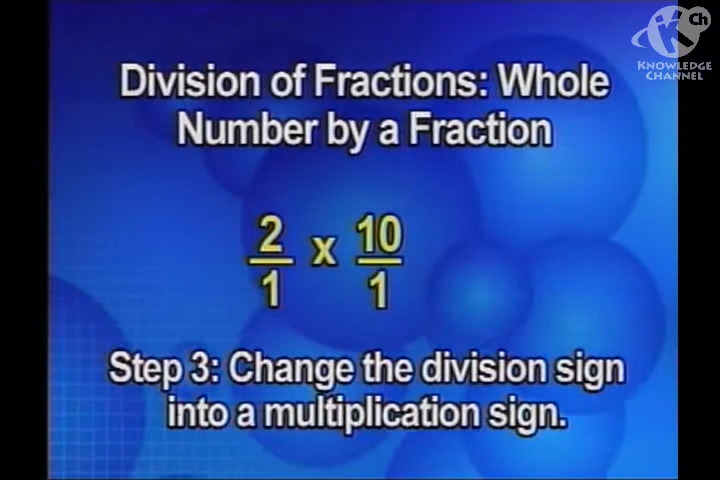 Ch
KNOWLEDGE
CHANNEL
Division of Fractions: Whole
Number by a Fraction
2/1 x 10/1
Step 3: Change the division sign
into a multiplication sign.